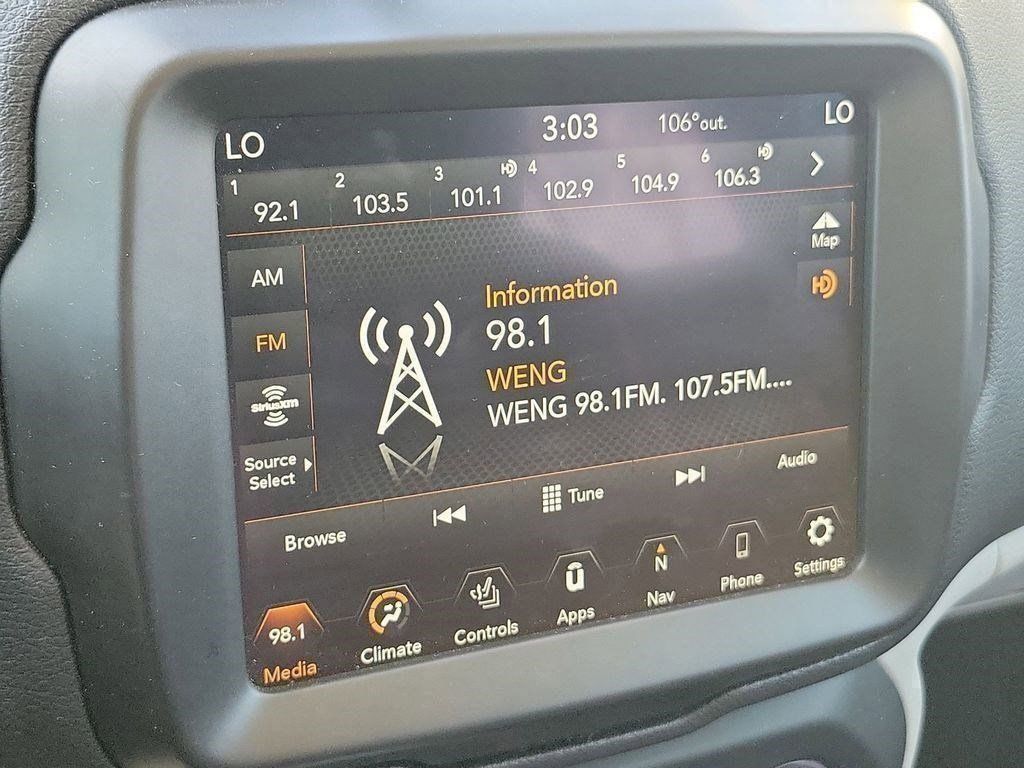 LO 3:03 106°out. LO
1 2 3 4 5 6
92.1 103.5 101.1 102.9 104.9 106.3
Map
AM
FM
SiriusXM
Source
Select
Information
98.1
WENG
WENG 98.1FM. 107.5FM....
HD
Browse Tune Audio
98.1 N
Media Climate Controls Apps Nav Phone Settings